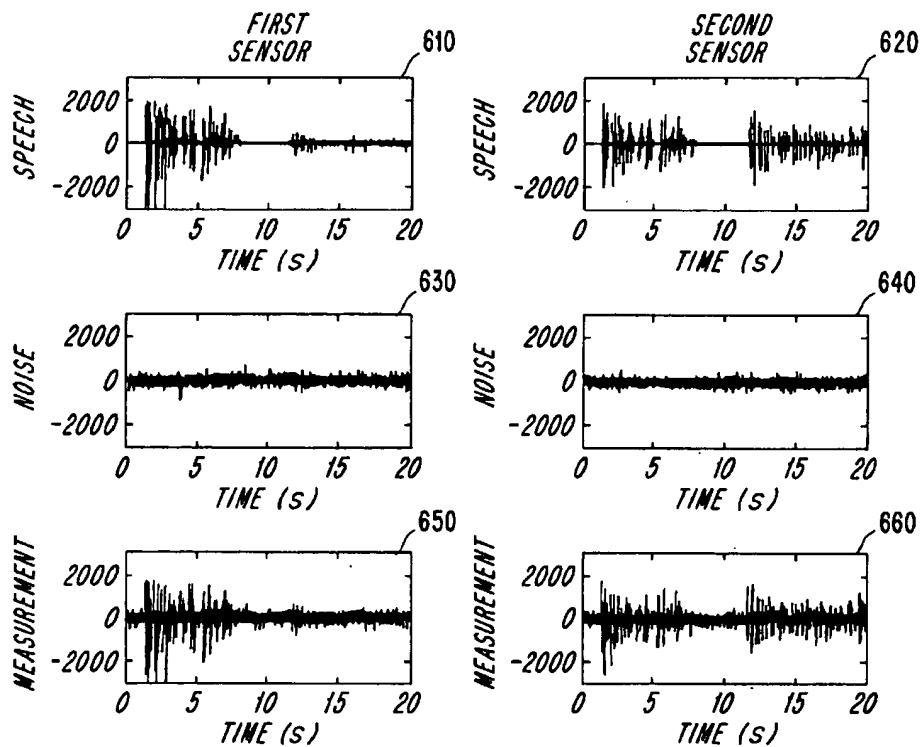 FIRST SENSOR
610
SPEECH
2000
0
-2000
0 5 10 15 20
TIME (s)
SECOND SENSOR
620
SPEECH
2000
0
-2000
0 5 10 15 20
TIME (s)
630
NOISE
2000
0
-2000
0 5 10 15 20
TIME (s)
640
NOISE
2000
0
-2000
0 5 10 15 20
TIME (s)
650
MEASUREMENT
2000
0
-2000
0 5 10 15 20
TIME (s)
660
MEASUREMENT
2000
0
-2000
0 5 10 15 20
TIME (s)